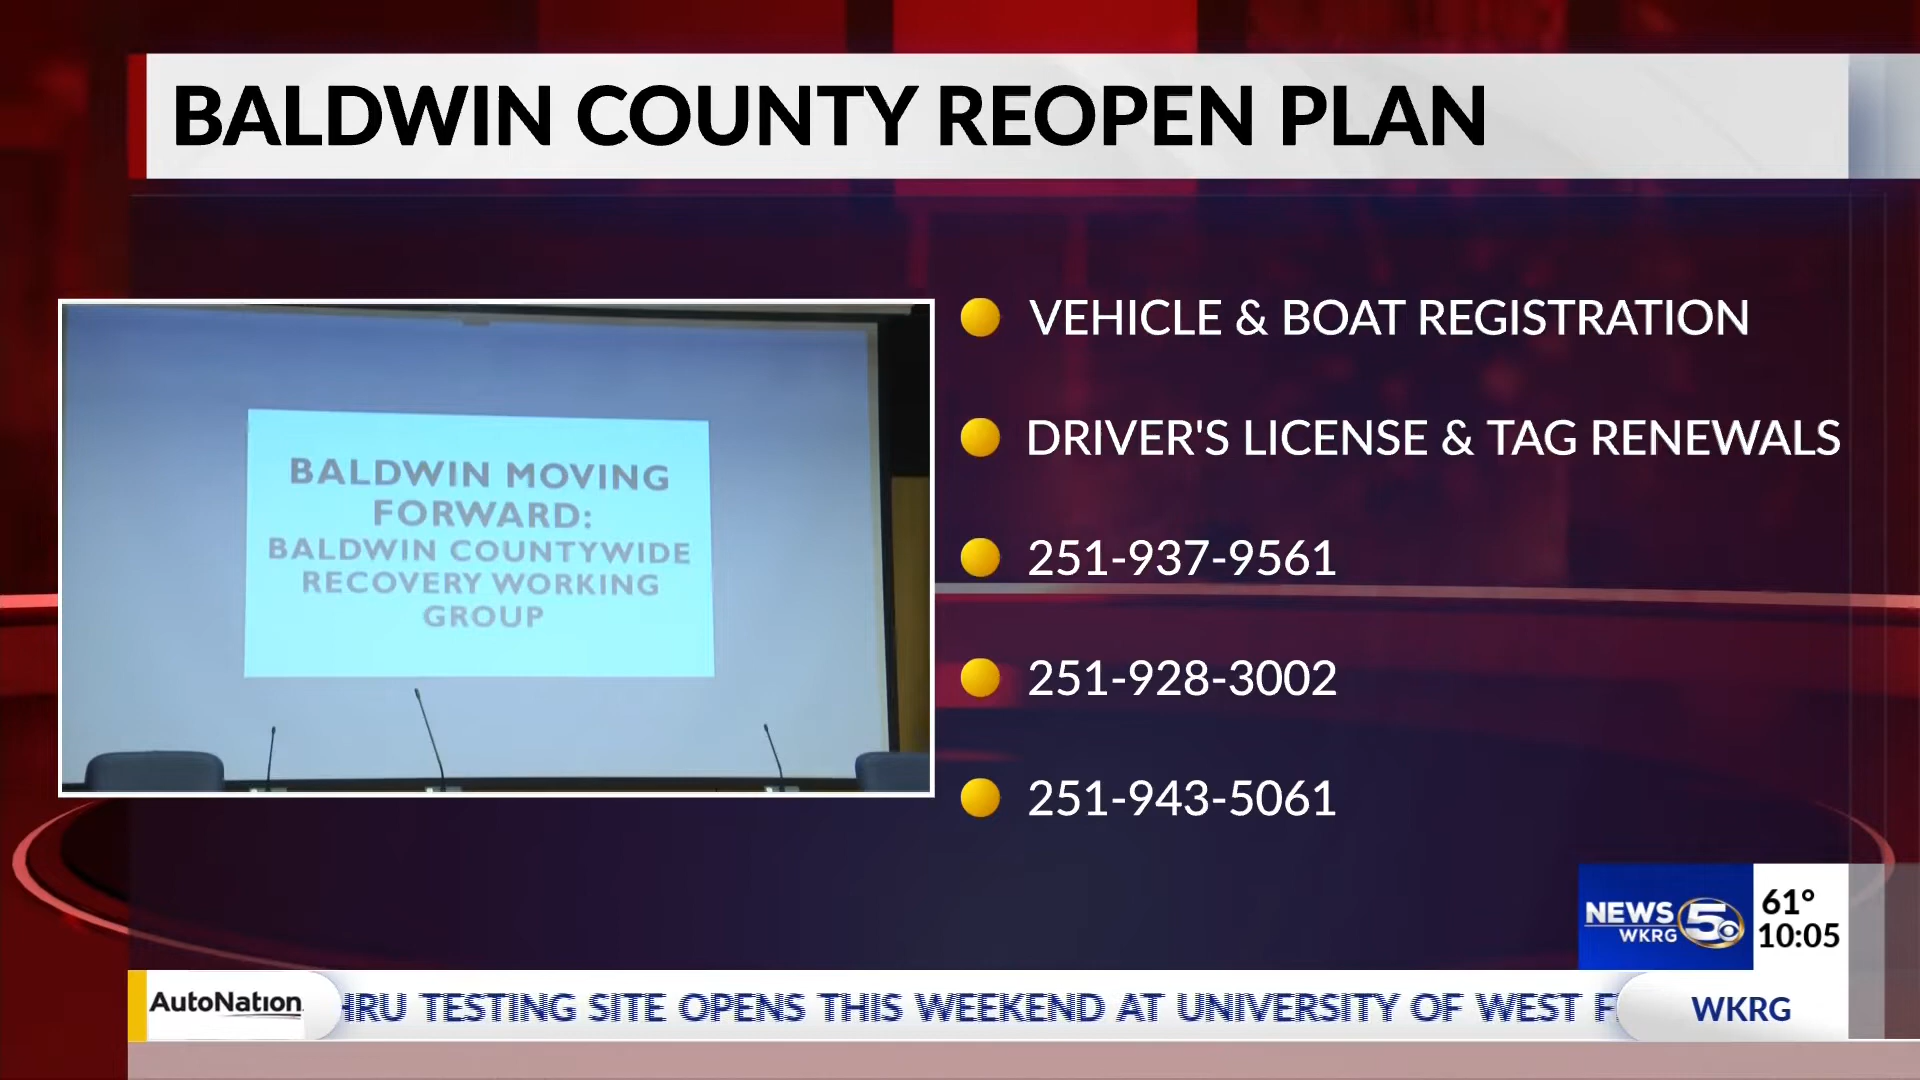 BALDWIN COUNTY REOPEN PLAN
BALDWIN MOVING
FORWARD:
BALDWIN COUNTYWIDE
RECOVERY WORKING
GROUP
VEHICLE & BOAT REGISTRATION
DRIVER'S LICENSE & TAG RENEWALS
251-937-9561
251-928-3002
251-943-5061
NEWS 5
WKRG
61°
10:05
AutoNation
HRU TESTING SITE OPENS THIS WEEKEND AT UNIVERSITY OF WEST F
WKRG